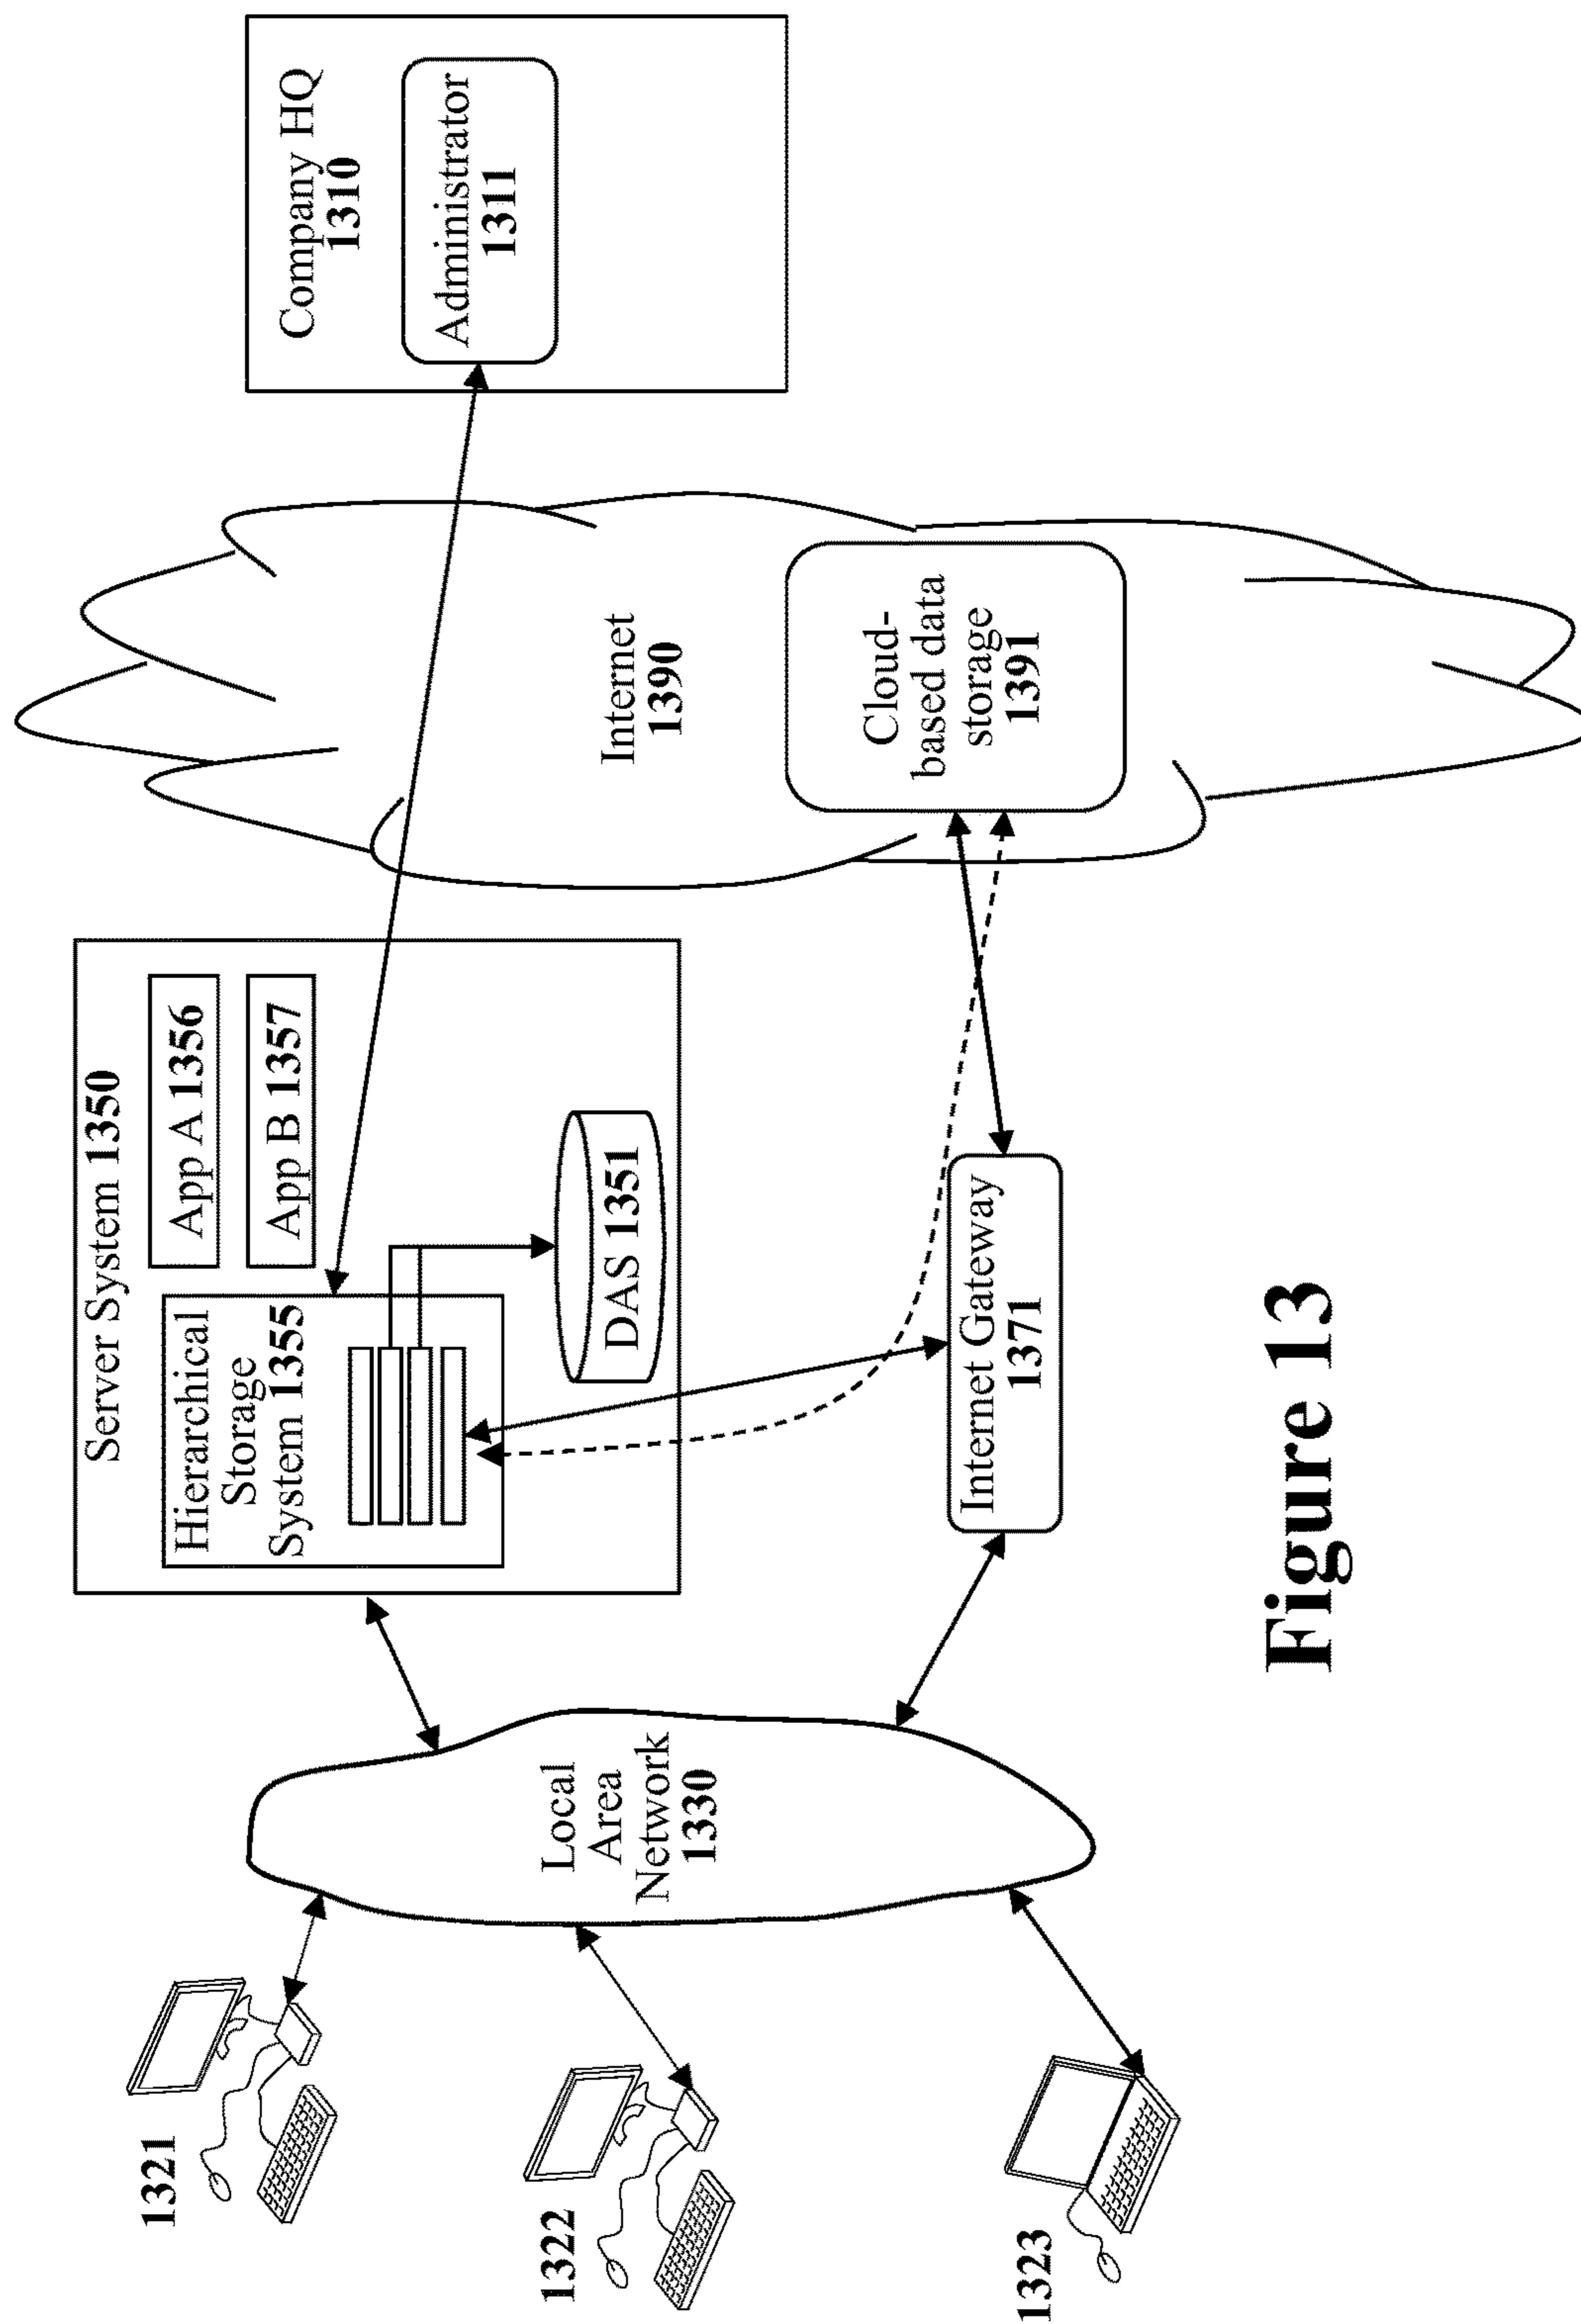 1321
1322
1323
Local
Area
Network
1330
Server System 1350
Hierarchical
Storage
System 1355
App A 1356
App B 1357
DAS 1351
Internet Gateway
1371
Internet
1390
Cloud-
based data
storage
1391
Company HQ
1310
Administrator
1311
Figure 13